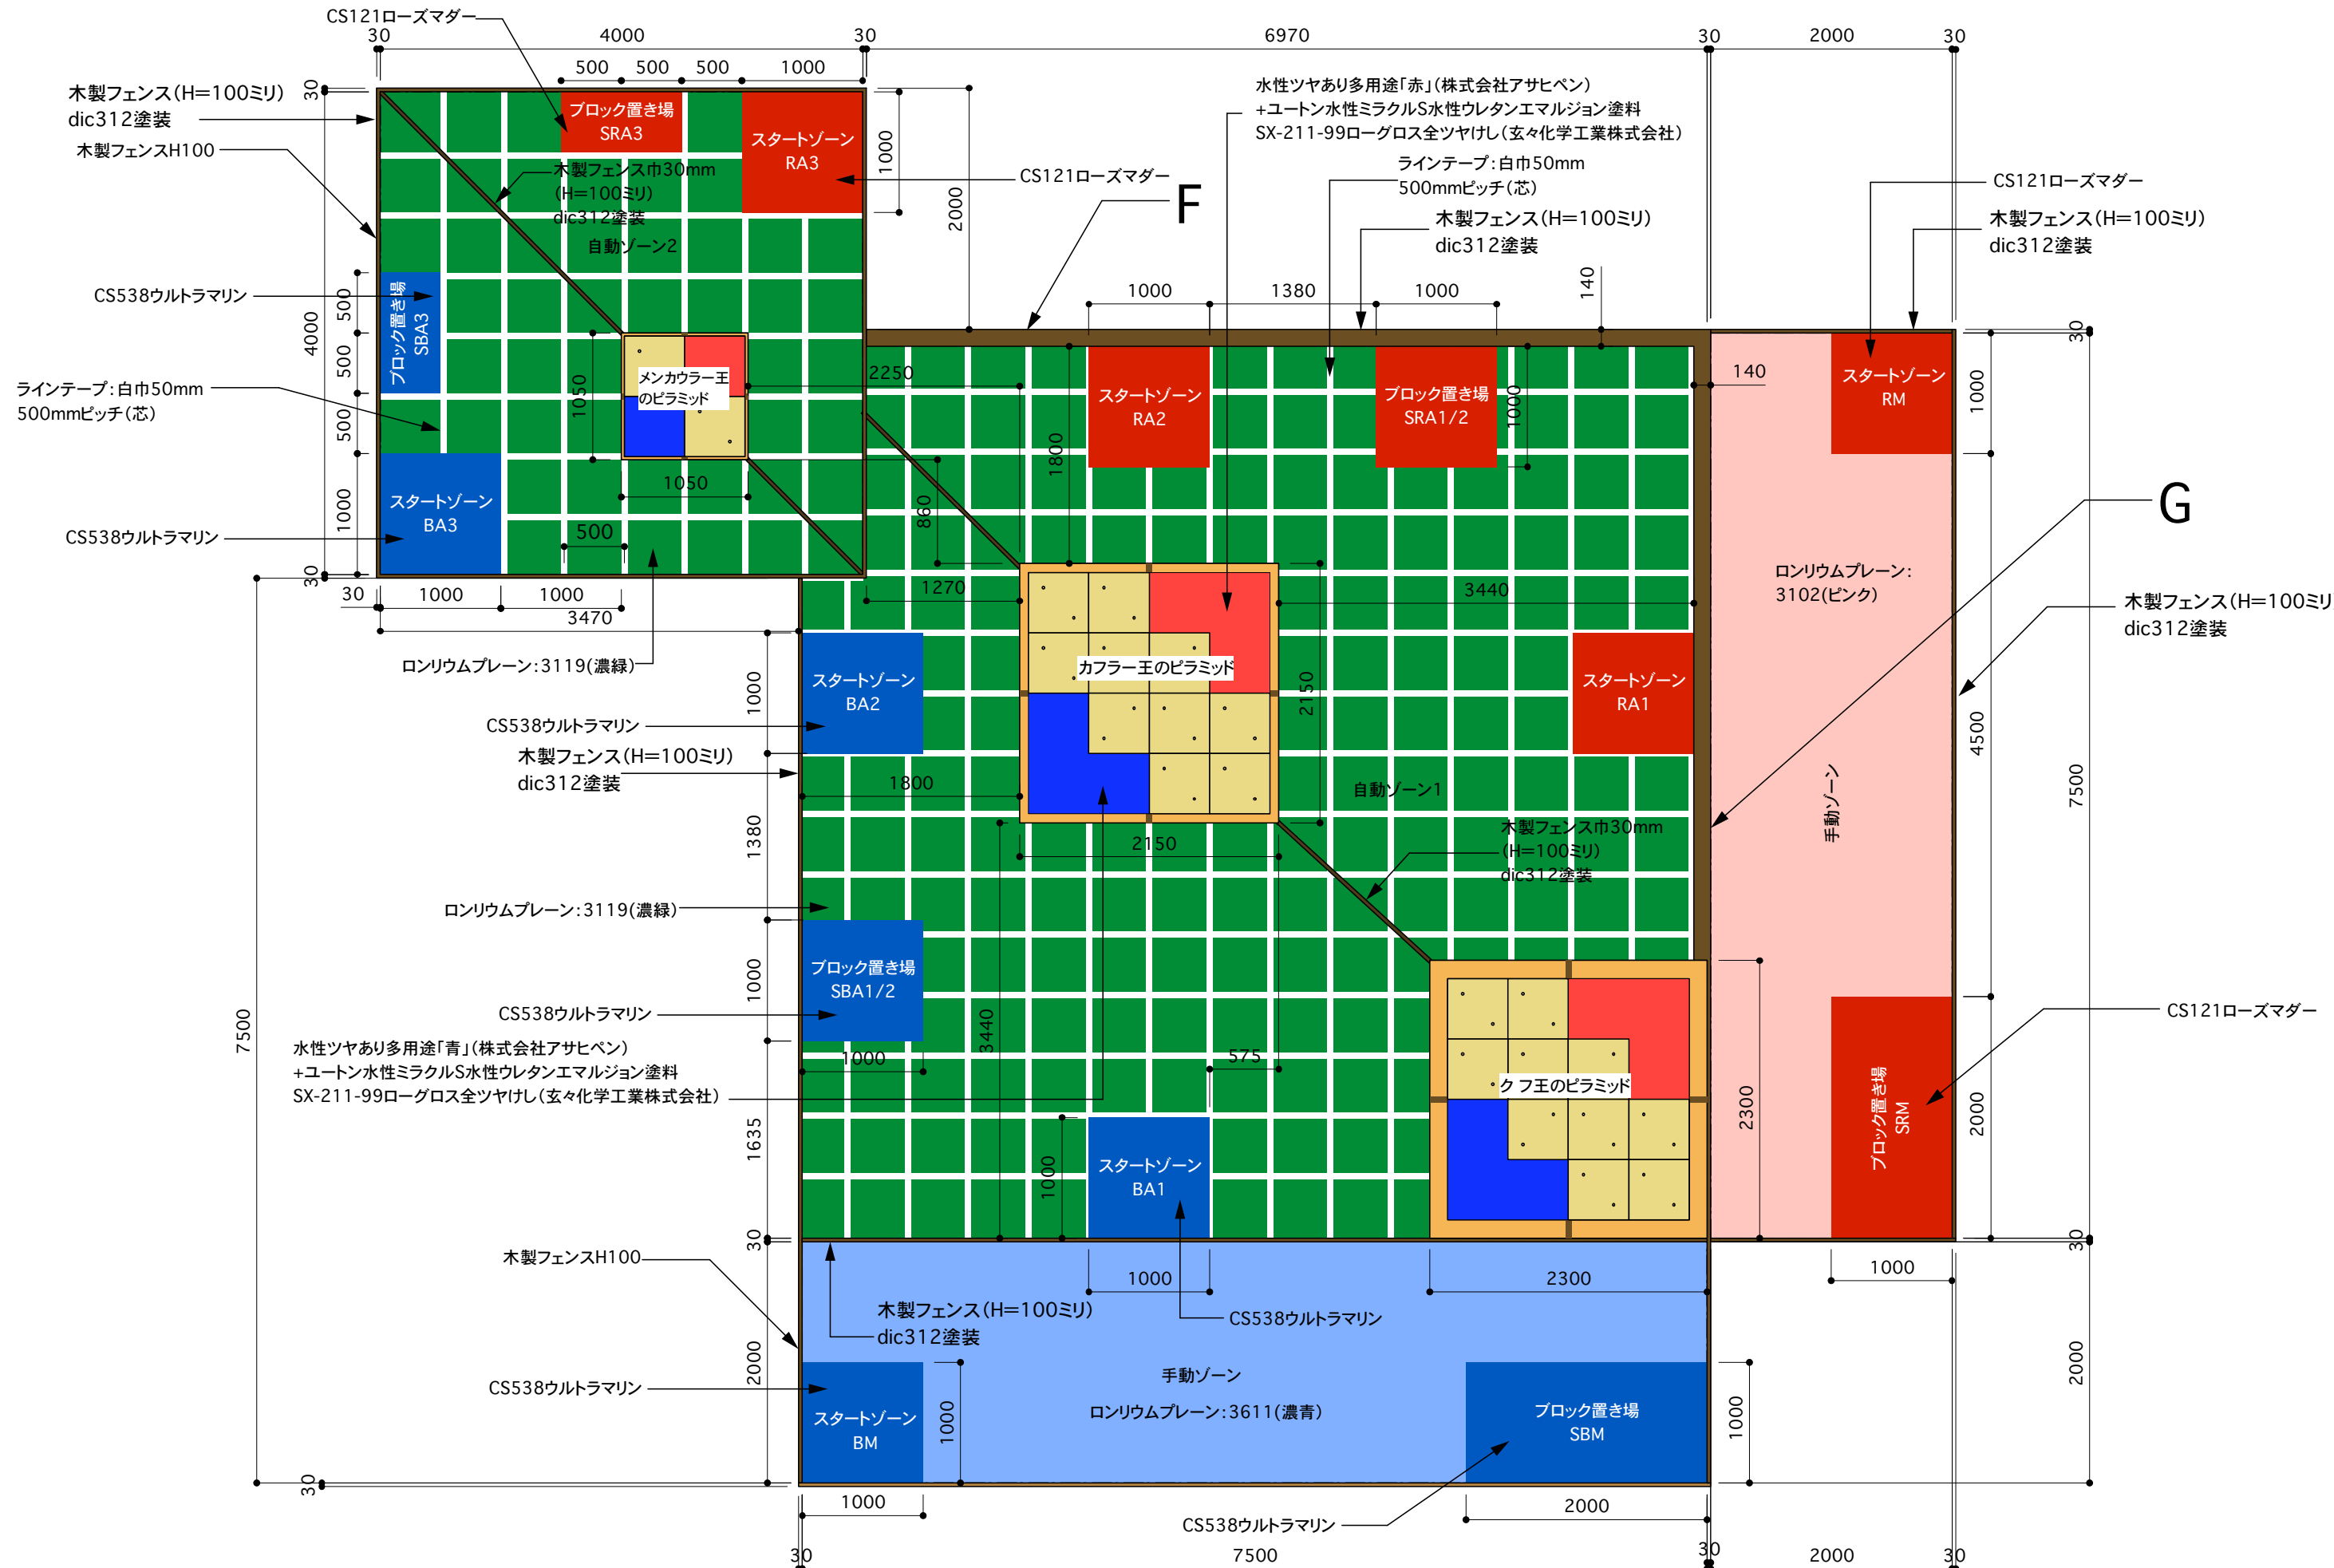 CS121ローズマダー
30
4000
30
6970
30
2000
30
500
500
500
1000
木製フェンス(H=100ミリ)
dic312塗装
木製フェンスH100
30
ブロック置き場
SRA3
スタートゾーン
RA3
1000
2000
木製フェンス巾30mm
(H=100ミリ)
dic312塗装
自動ゾーン2
CS121ローズマダー
F
水性ツヤあり多用途「赤」(株式会社アサヒペン)
+ユートン水性ミラクルS水性ウレタンエマルジョン塗料
SX-211-99ローグロス全ツヤけし(玄々化学工業株式会社)
ラインテープ:白巾50mm
500mmピッチ(芯)
木製フェンス(H=100ミリ)
dic312塗装
CS121ローズマダー
木製フェンス(H=100ミリ)
dic312塗装
CS538ウルトラマリン
4000
500
500
500
1000
ブロック置き場
SBA3
ラインテープ:白巾50mm
500mmピッチ(芯)
メンカウラー王
のピラミッド
1050
1050
2250
1000
1380
1000
140
140
30
スタートゾーン
RA2
ブロック置き場
SRA1/2
1000
1800
860
スタートゾーン
RM
1000
スタートゾーン
BA3
CS538ウルトラマリン
500
30
30
1000
1000
3470
ロンリウムプレーン:3119(濃緑)
1270
3440
G
ロンリウムプレーン:
3102(ピンク)
木製フェンス(H=100ミリ
dic312塗装
カフラー王のピラミッド
2150
2150
スタートゾーン
BA2
1000
CS538ウルトラマリン
木製フェンス(H=100ミリ)
dic312塗装
1800
スタートゾーン
RA1
自動ゾーン1
手動ゾーン
4500
7500
1380
木製フェンス巾30mm
(H=100ミリ)
dic312塗装
ロンリウムプレーン:3119(濃緑)
ブロック置き場
SBA1/2
1000
CS538ウルトラマリン
7500
3440
1000
575
水性ツヤあり多用途「青」(株式会社アサヒペン)
+ユートン水性ミラクルS水性ウレタンエマルジョン塗料
SX-211-99ローグロス全ツヤけし(玄々化学工業株式会社)
クフ王のピラミッド
2300
CS121ローズマダー
ブロック置き場
SRM
2000
1635
1000
スタートゾーン
BA1
30
30
木製フェンスH100
1000
2300
1000
木製フェンス(H=100ミリ)
dic312塗装
CS538ウルトラマリン
2000
2000
CS538ウルトラマリン
手動ゾーン
ロンリウムプレーン:3611(濃青)
スタートゾーン
BM
1000
ブロック置き場
SBM
1000
30
1000
2000
CS538ウルトラマリン
30
7500
30
2000
30